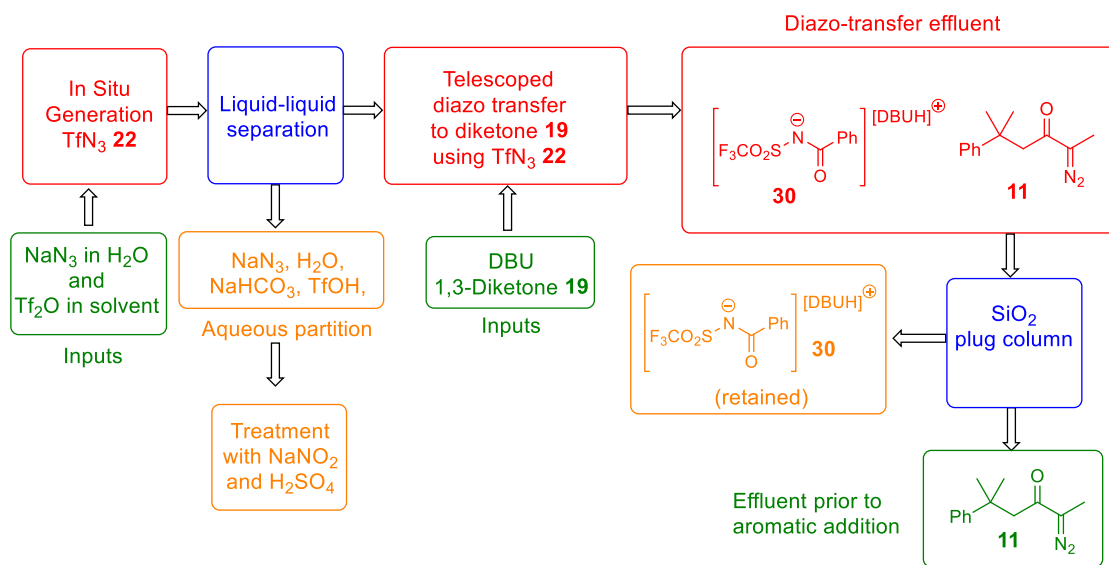 Diazo-transfer effluent
In Situ
Generation
TfN₃ 22
Liquid-liquid
separation
Telescoped
diazo transfer
to diketone 19
using TfN₃ 22
F₃CO₂S
⊖
N
Ph
O
[DBUH]⊕
30
Ph
O
N₂
11
NaN₃ in H₂O
and
Tf₂O in solvent
Inputs
NaN₃, H₂O,
NaHCO₃, TfOH,
Aqueous partition
DBU
1,3-Diketone 19
Inputs
F₃CO₂S
⊖
N
Ph
O
[DBUH]⊕
30
(retained)
SiO₂
plug column
Treatment
with NaNO₂
and H₂SO₄
Effluent prior to
aromatic addition
Ph
O
N₂
11